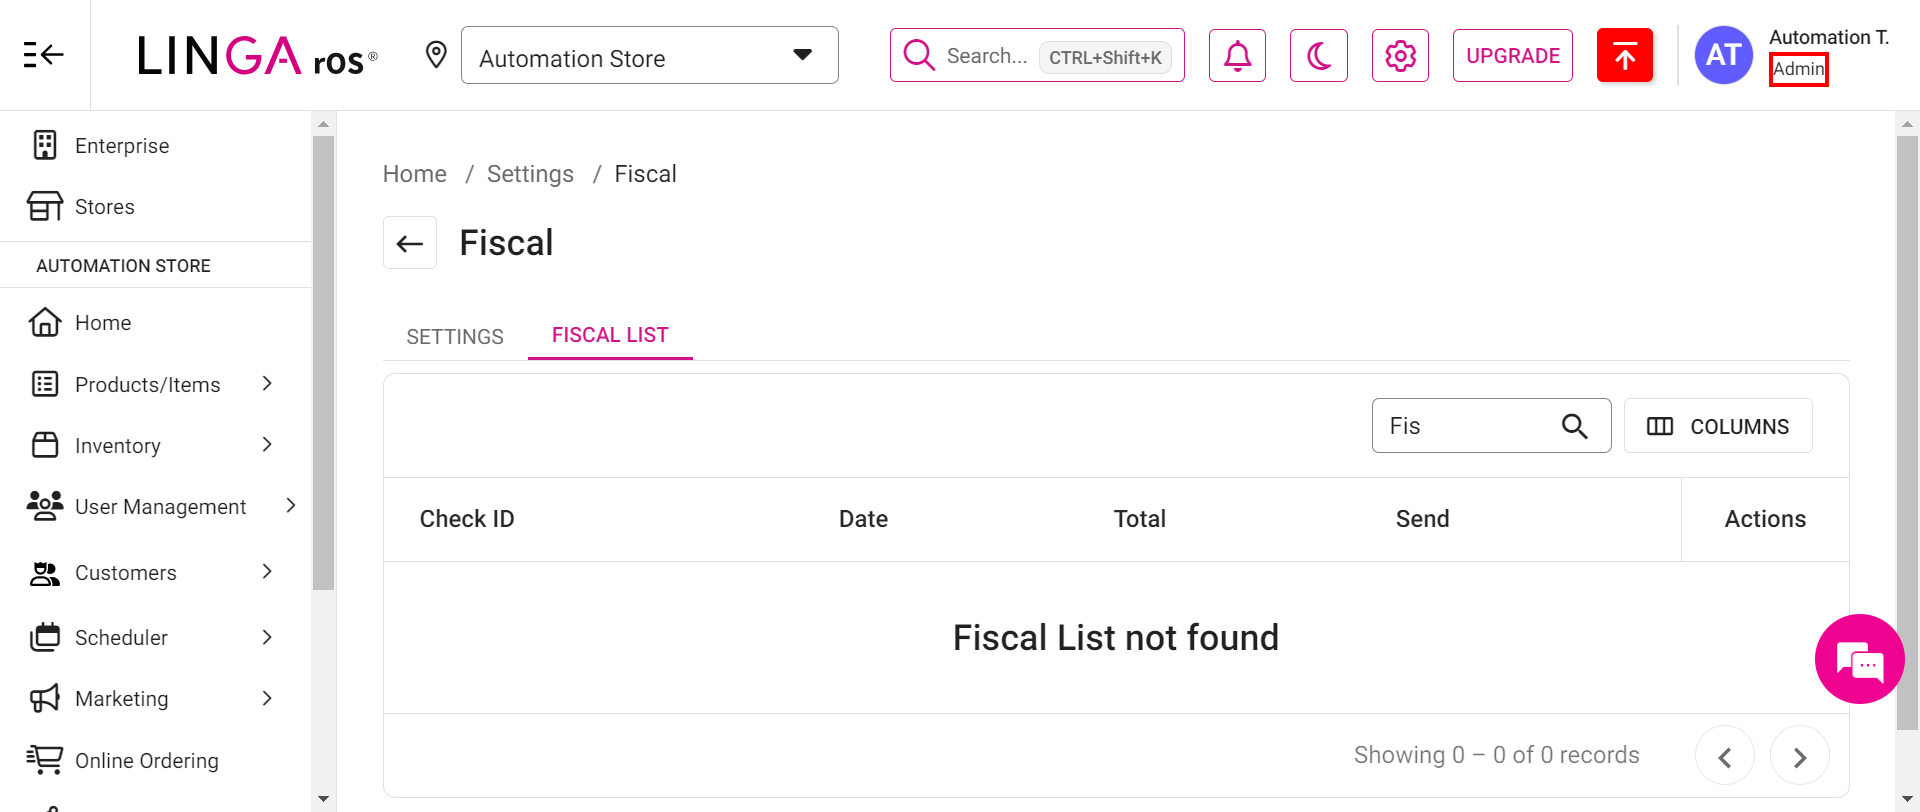 LINGA ros®
Automation Store
Search... CTRL+Shift+K
UPGRADE
AT
Automation T.
Admin
Enterprise
Stores
AUTOMATION STORE
Home
Products/Items
Inventory
User Management
Customers
Scheduler
Marketing
Online Ordering
Home / Settings / Fiscal
Fiscal
SETTINGS FISCAL LIST
Fis COLUMNS
Check ID Date Total Send Actions
Fiscal List not found
Showing 0 – 0 of 0 records